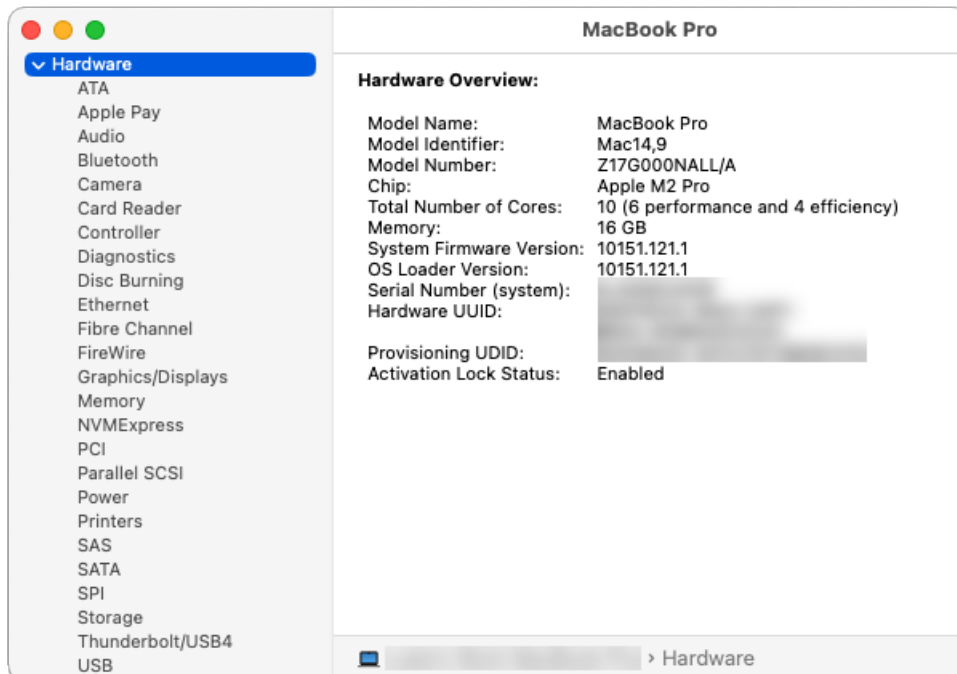 MacBook Pro
Hardware
ATA
Apple Pay
Audio
Bluetooth
Camera
Card Reader
Controller
Diagnostics
Disc Burning
Ethernet
Fibre Channel
FireWire
Graphics/Displays
Memory
NVMExpress
PCI
Parallel SCSI
Power
Printers
SAS
SATA
SPI
Storage
Thunderbolt/USB4
USB
Hardware Overview:
Model Name: MacBook Pro
Model Identifier: Mac14,9
Model Number: Z17G000NALL/A
Chip: Apple M2 Pro
Total Number of Cores: 10 (6 performance and 4 efficiency)
Memory: 16 GB
System Firmware Version: 10151.121.1
OS Loader Version: 10151.121.1
Serial Number (system):
Hardware UUID:
Provisioning UDID:
Activation Lock Status: Enabled
› Hardware